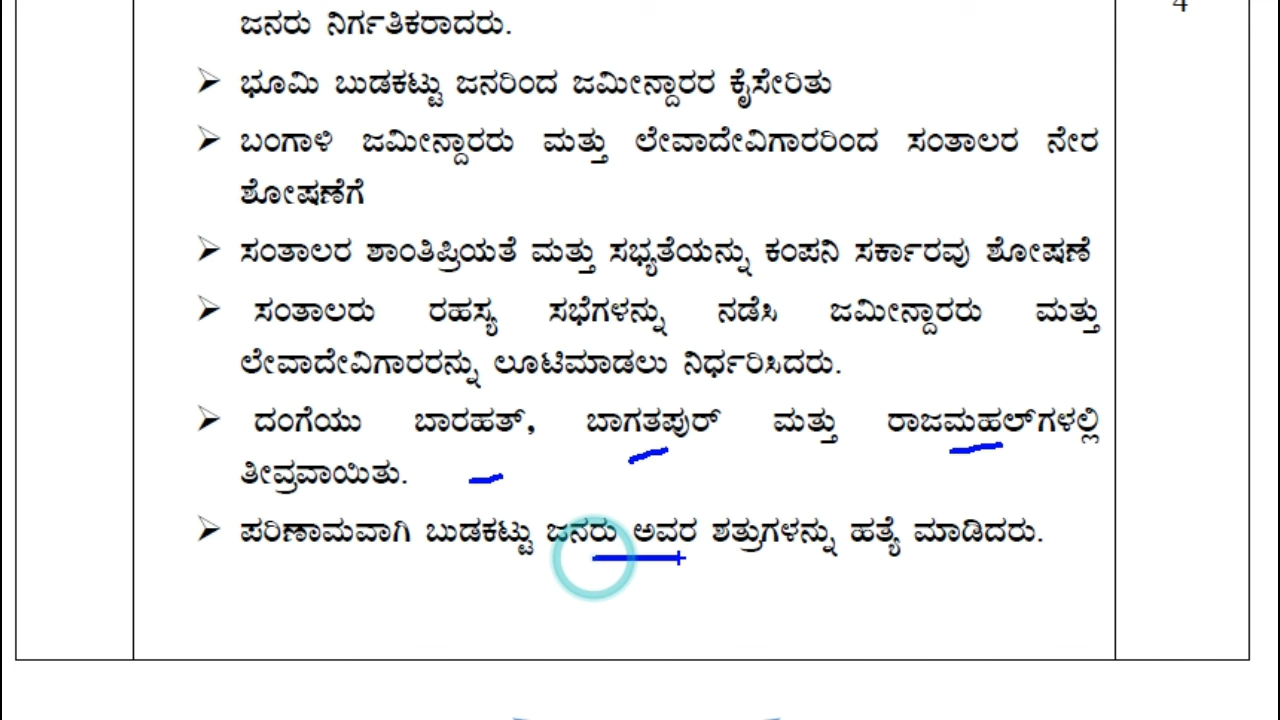 4
ಜನರು ನಿರ್ಗತಿಕರಾದರು.
➢ ಭೂಮಿ ಬುಡಕಟ್ಟು ಜನರಿಂದ ಜಮೀನ್ದಾರರ ಕೈಸೇರಿತು
➢ ಬಂಗಾಳಿ ಜಮೀನ್ದಾರರು ಮತ್ತು ಲೇವಾದೇವಿಗಾರರಿಂದ ಸಂತಾಲರ ನೇರ
ಶೋಷಣೆಗೆ
➢ ಸಂತಾಲರ ಶಾಂತಿಪ್ರಿಯತೆ ಮತ್ತು ಸಭ್ಯತೆಯನ್ನು ಕಂಪನಿ ಸರ್ಕಾರವು ಶೋಷಣೆ
➢ ಸಂತಾಲರು ರಹಸ್ಯ ಸಭೆಗಳನ್ನು ನಡೆಸಿ ಜಮೀನ್ದಾರರು ಮತ್ತು
ಲೇವಾದೇವಿಗಾರರನ್ನು ಲೂಟಿಮಾಡಲು ನಿರ್ಧರಿಸಿದರು.
➢ ದಂಗೆಯು ಬಾರಹತ್, ಬಾಗತಪುರ್ ಮತ್ತು ರಾಜಮಹಲ್‌ಗಳಲ್ಲಿ
ತೀವ್ರವಾಯಿತು.
➢ ಪರಿಣಾಮವಾಗಿ ಬುಡಕಟ್ಟು ಜನರು ಅವರ ಶತ್ರುಗಳನ್ನು ಹತ್ಯೆ ಮಾಡಿದರು.